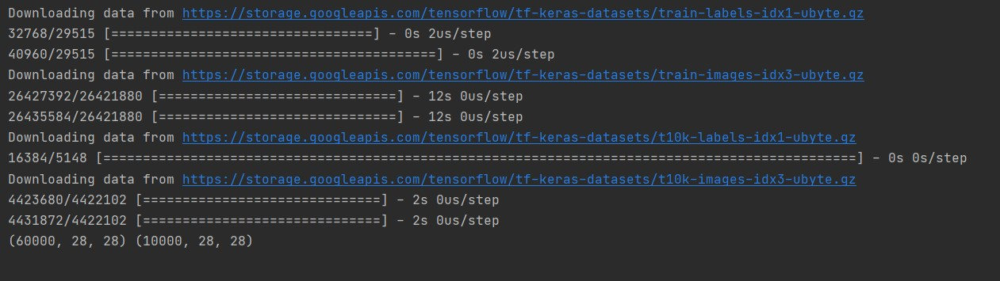 Downloading data from https://storage.googleapis.com/tensorflow/tf-keras-datasets/train-labels-idx1-ubyte.gz
32768/29515 [=================================] - 0s 2us/step
40960/29515 [=========================================] - 0s 2us/step
Downloading data from https://storage.googleapis.com/tensorflow/tf-keras-datasets/train-images-idx3-ubyte.gz
26427392/26421880 [==============================] - 12s 0us/step
26435584/26421880 [==============================] - 12s 0us/step
Downloading data from https://storage.googleapis.com/tensorflow/tf-keras-datasets/t10k-labels-idx1-ubyte.gz
16384/5148 [===============================================================================================] - 0s 0s/step
Downloading data from https://storage.googleapis.com/tensorflow/tf-keras-datasets/t10k-images-idx3-ubyte.gz
4423680/4422102 [==============================] - 2s 0us/step
4431872/4422102 [==============================] - 2s 0us/step
(60000, 28, 28) (10000, 28, 28)